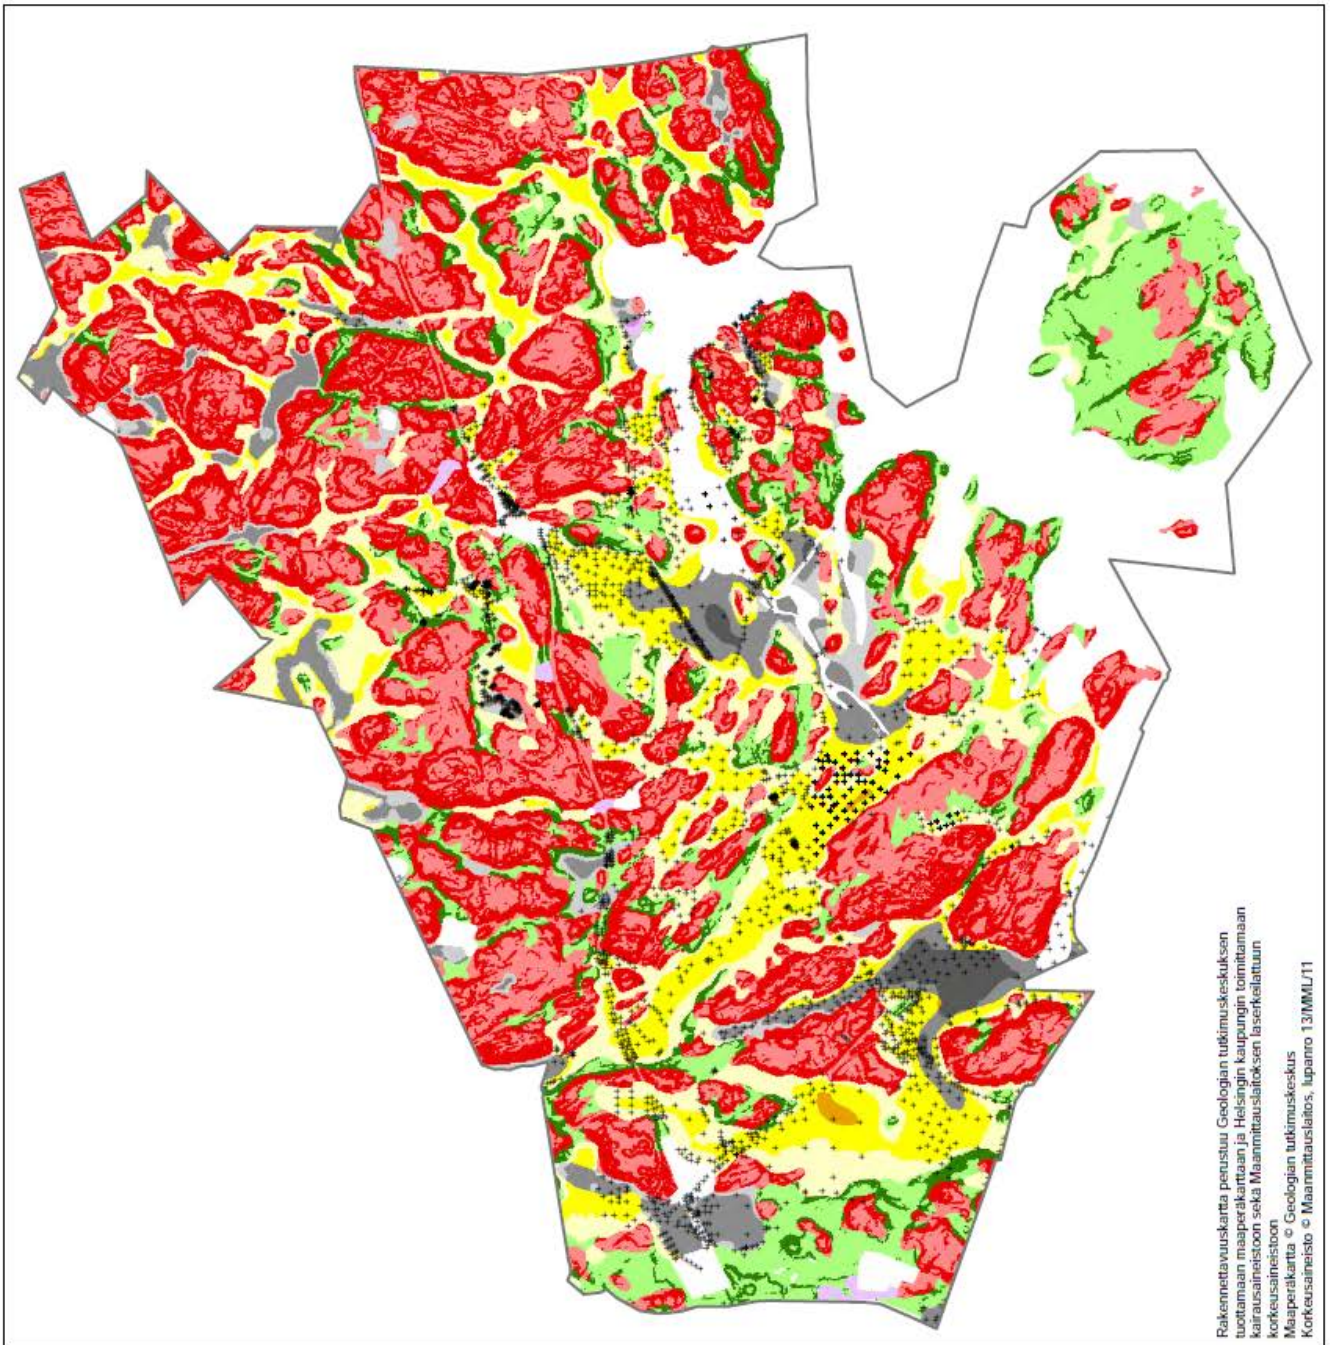 Rakennettavuuskartta perustuu Geologian tutkimuskeskuksen
tuottamaan maaperäkarttaan ja Helsingin kaupungin toimittamaan
kairausaineistoon sekä Maanmittauslaitoksen laserkeilattuun
korkeusaineistoon
Maaperäkartta © Geologian tutkimuskeskus
Korkeusaineisto © Maanmittauslaitos, lupanro 13/MML/11